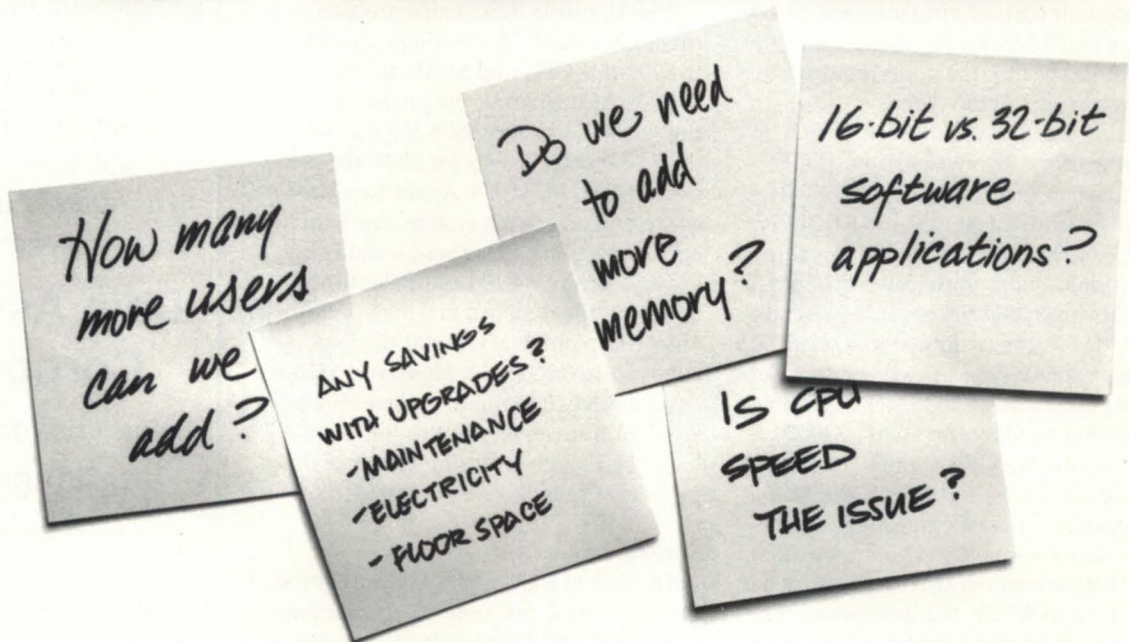 How many
more users
can we
add?
ANY SAVINGS
WITH UPGRADES?
-MAINTENANCE
-ELECTRICITY
- FLOOR SPACE
Do we need
to add
more
memory?
IS CPU
SPEED
THE ISSUE?
16-bit vs. 32-bit
software
applications?